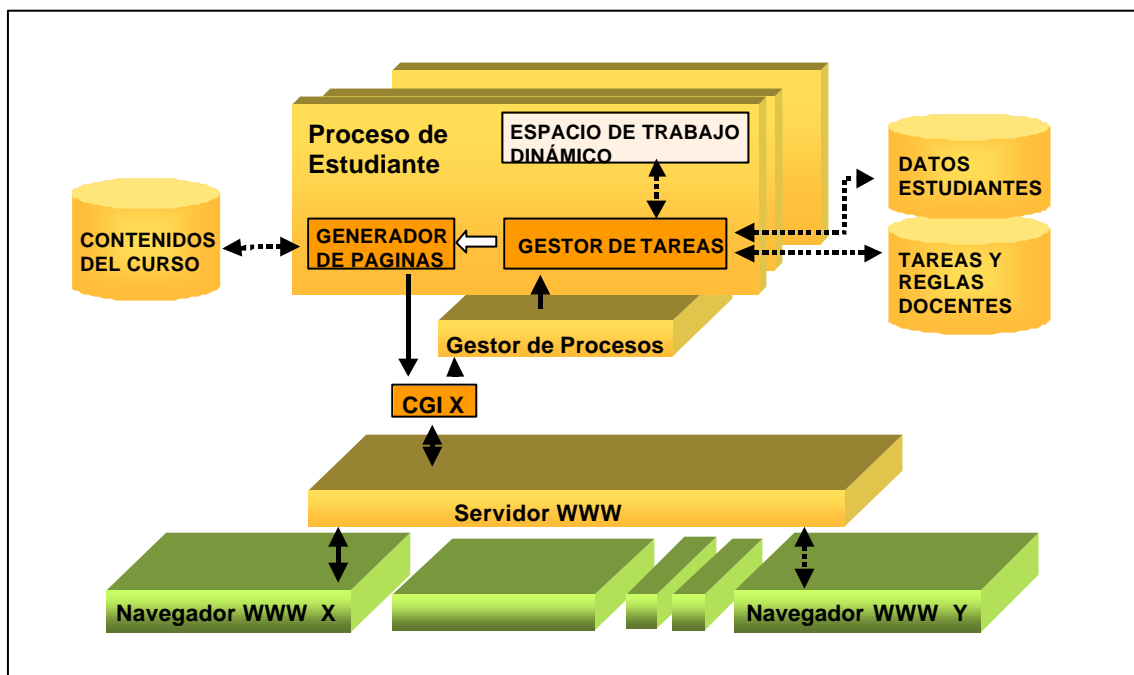 Proceso de
Estudiante
ESPACIO DE TRABAJO
DINÁMICO
DATOS
ESTUDIANTES
CONTENIDOS
DEL CURSO
GENERADOR
DE PAGINAS
GESTOR DE TAREAS
TAREAS Y
REGLAS
DOCENTES
Gestor de Procesos
CGI X
Servidor WWW
Navegador WWW X
Navegador WWW Y